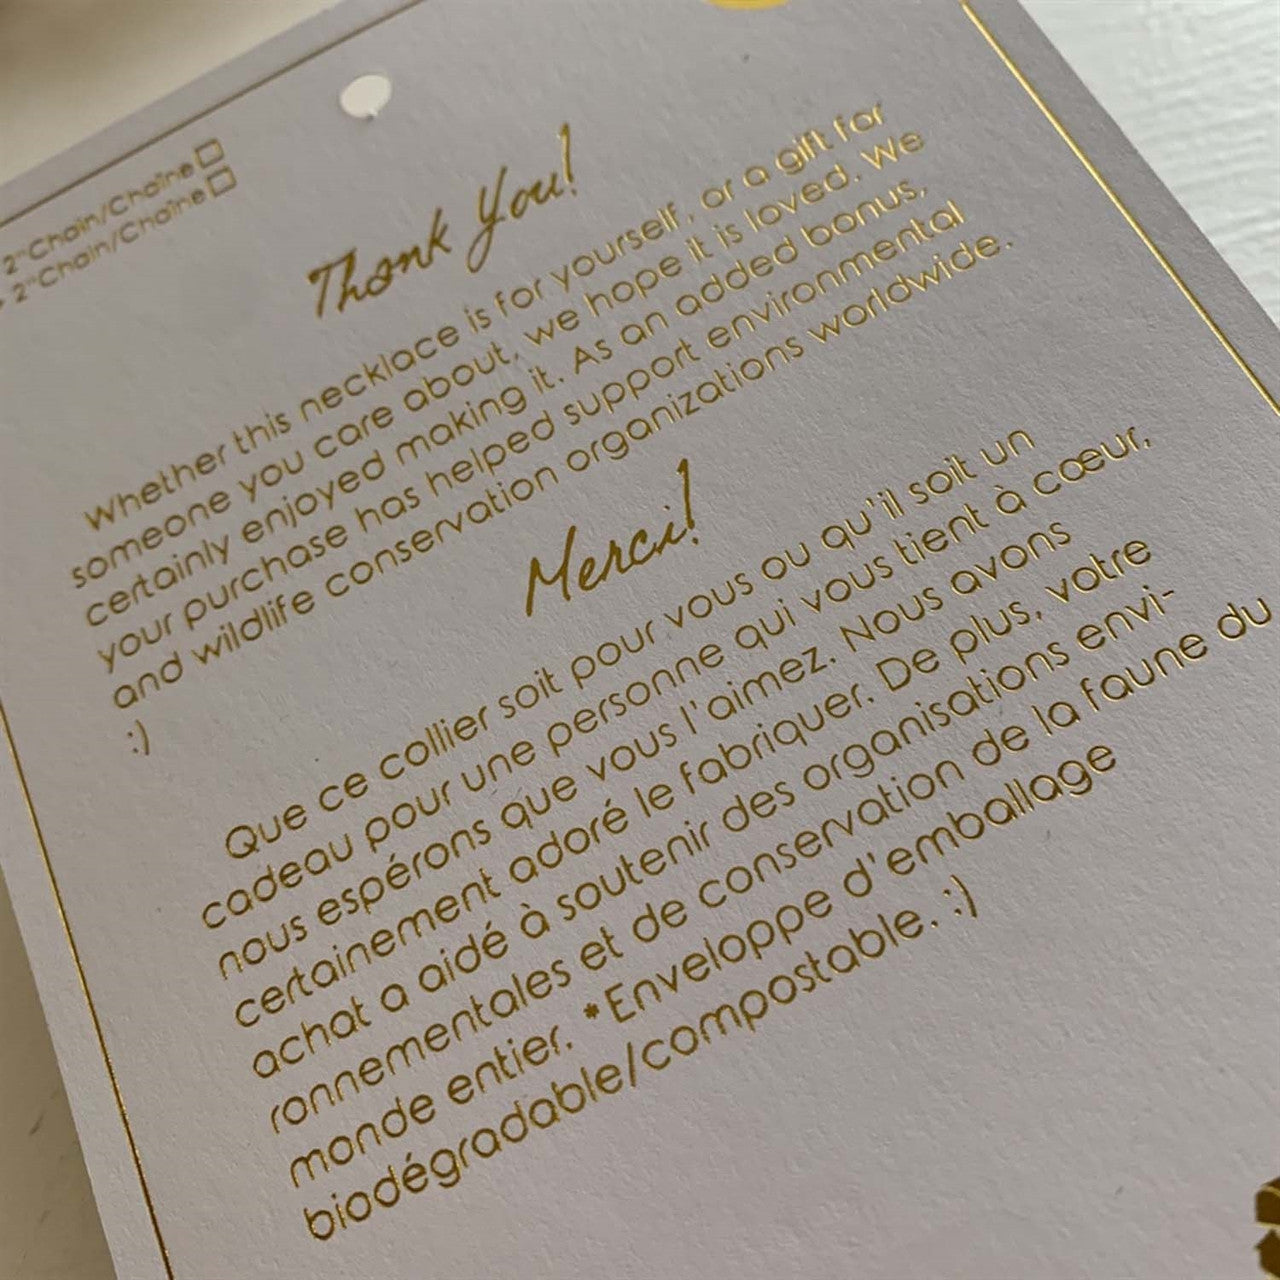 2"Chain/Chaîne
2"Chain/Chaîne
Thank You!
Whether this necklace is for yourself, or a gift for
someone you care about, we hope it is loved. We
certainly enjoyed making it. As an added bonus,
your purchase has helped support environmental
and wildlife conservation organizations worldwide.
:)
Merci!
Que ce collier soit pour vous ou qu'il soit un
cadeau pour une personne qui vous tient à cœur,
nous espérons que vous l'aimez. Nous avons
certainement adoré le fabriquer. De plus, votre
achat a aidé à soutenir des organisations envi-
ronnementales et de conservation de la faune du
monde entier. *Enveloppe d'emballage
biodégradable/compostable. :)